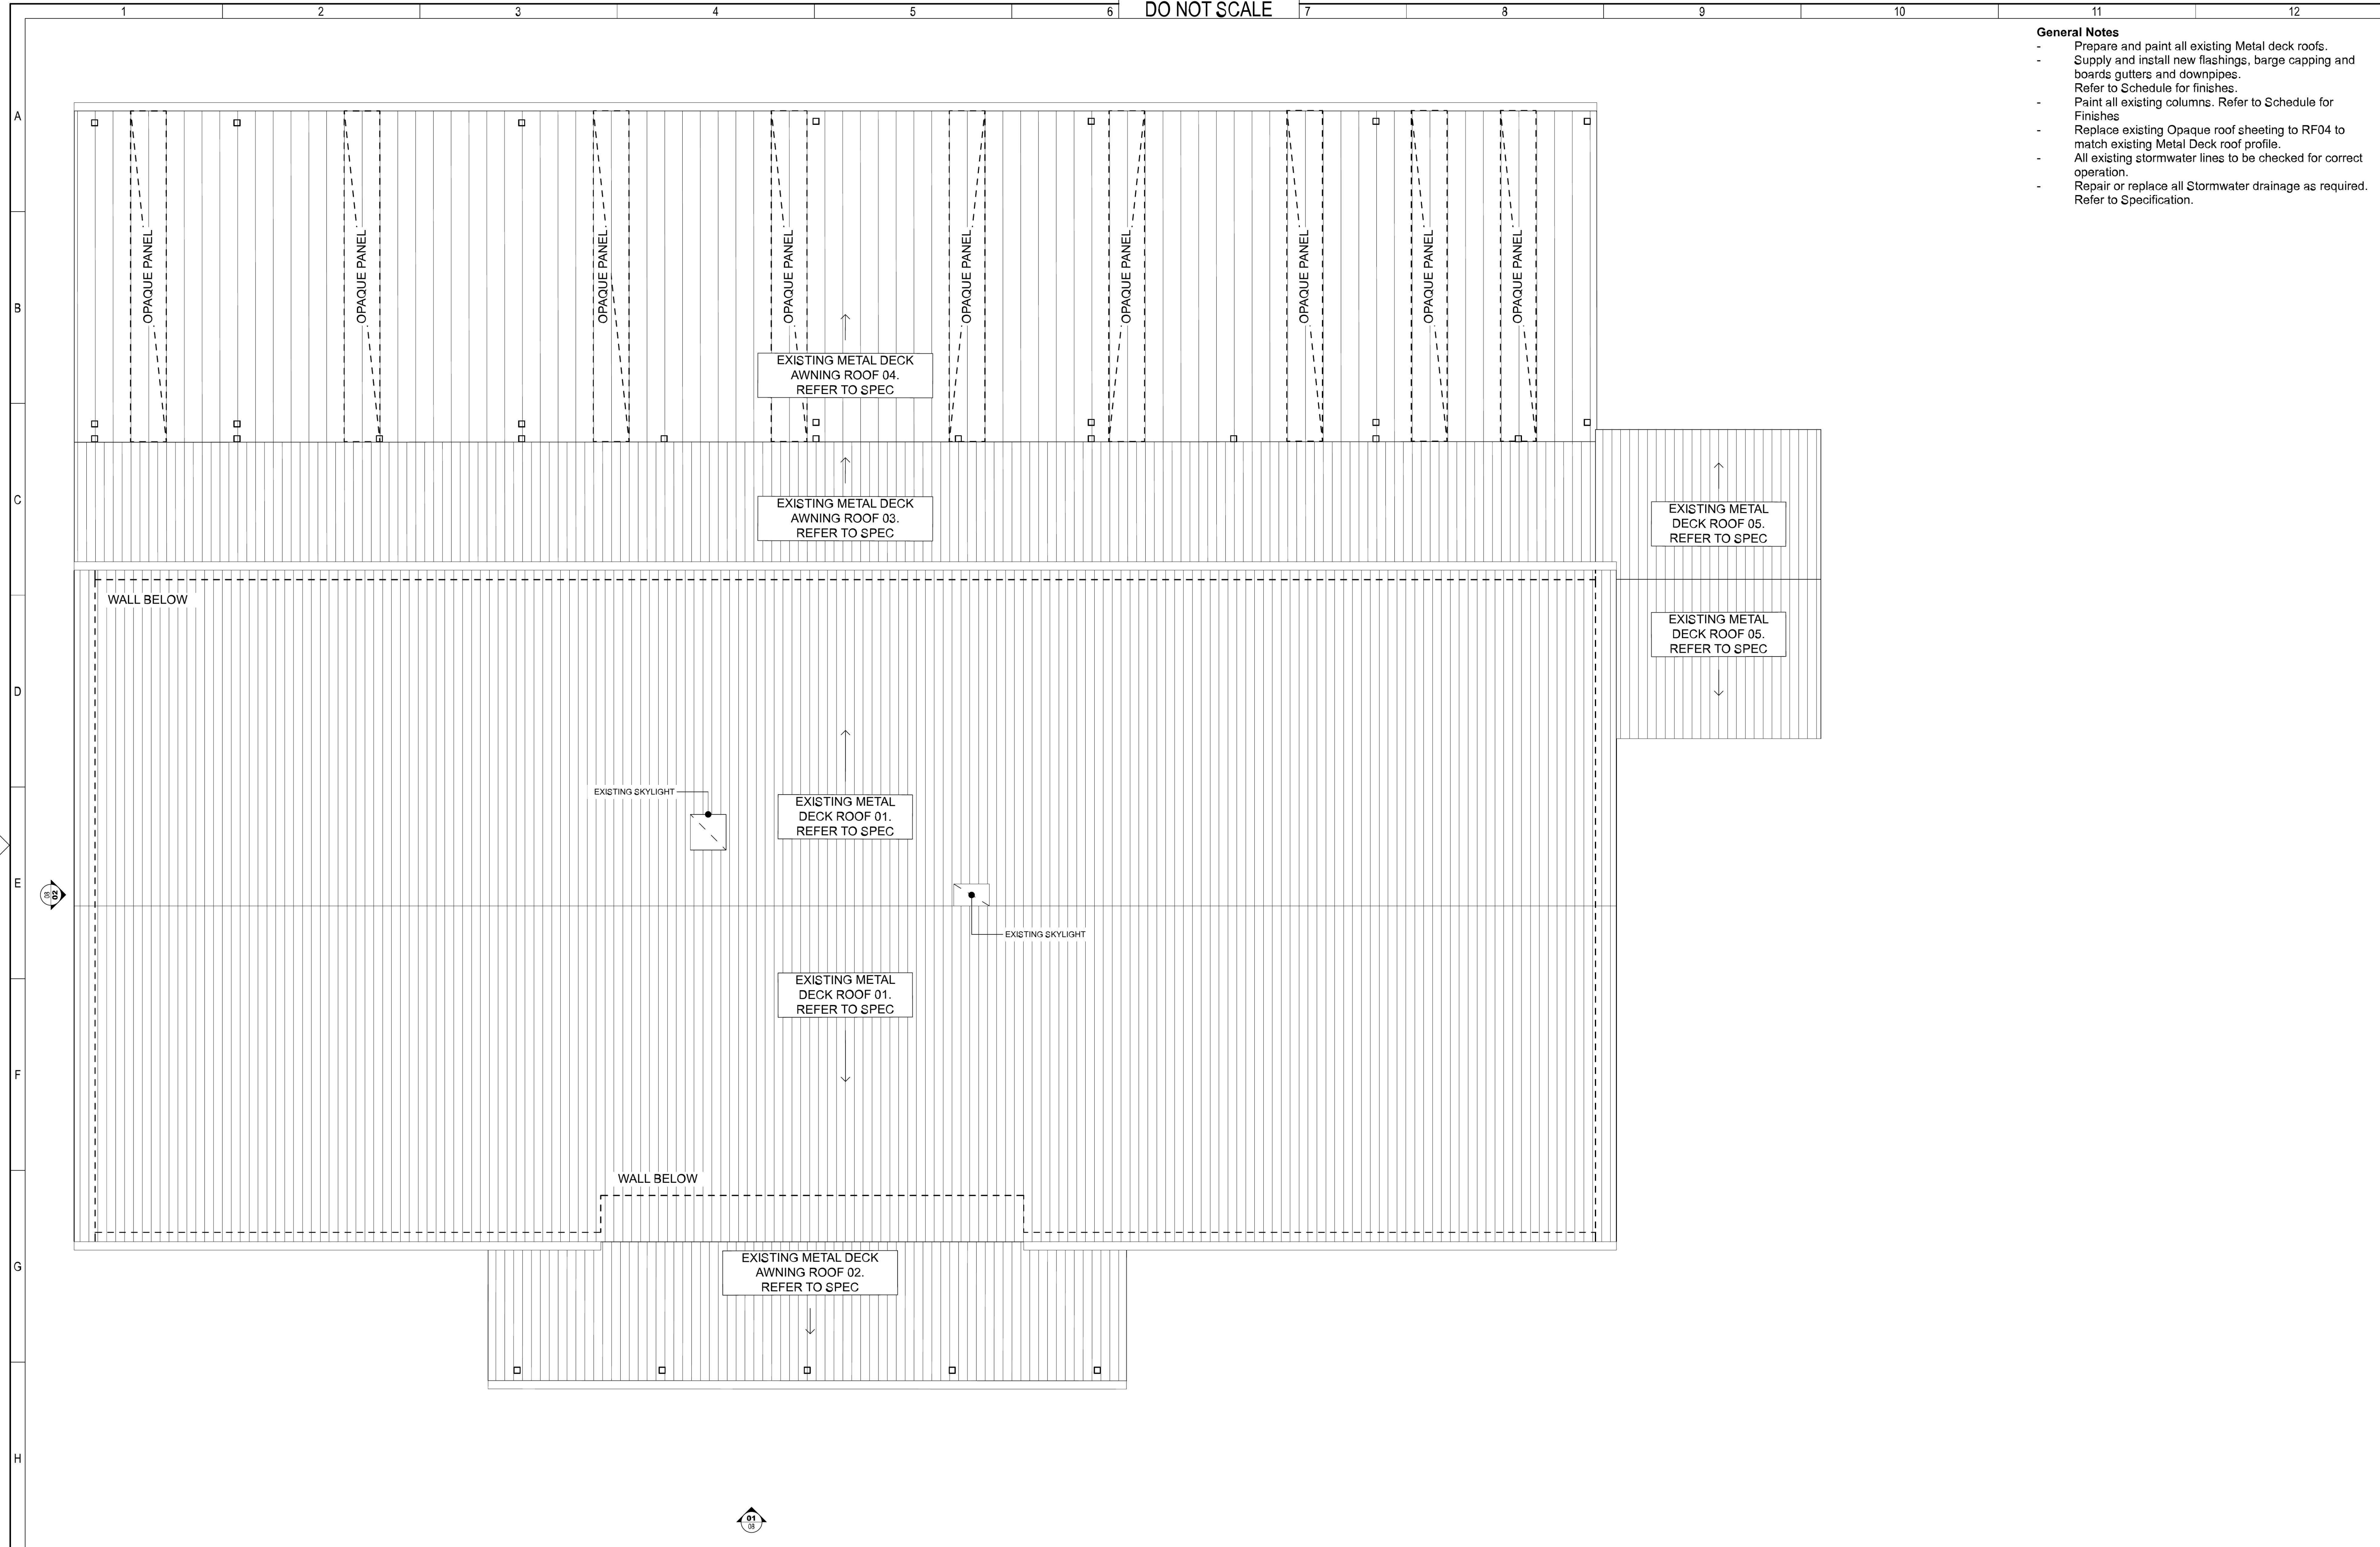 DO NOT SCALE
1 2 3 4 5 6 7 8 9 10 11 12
General Notes
- Prepare and paint all existing Metal deck roofs.
- Supply and install new flashings, barge capping and
boards gutters and downpipes.
Refer to Schedule for finishes.
- Paint all existing columns. Refer to Schedule for
Finishes
- Replace existing Opaque roof sheeting to RF04 to
match existing Metal Deck roof profile.
- All existing stormwater lines to be checked for correct
operation.
- Repair or replace all Stormwater drainage as required.
Refer to Specification.
A
OPAQUE PANEL
OPAQUE PANEL
OPAQUE PANEL
OPAQUE PANEL
OPAQUE PANEL
OPAQUE PANEL
OPAQUE PANEL
OPAQUE PANEL
OPAQUE PANEL
B
EXISTING METAL DECK
AWNING ROOF 04.
REFER TO SPEC
C
EXISTING METAL DECK
AWNING ROOF 03.
REFER TO SPEC
EXISTING METAL
DECK ROOF 05.
REFER TO SPEC
WALL BELOW
EXISTING METAL
DECK ROOF 05.
REFER TO SPEC
D
EXISTING SKYLIGHT
EXISTING METAL
DECK ROOF 01.
REFER TO SPEC
E
08
02
EXISTING SKYLIGHT
EXISTING METAL
DECK ROOF 01.
REFER TO SPEC
F
WALL BELOW
G
EXISTING METAL DECK
AWNING ROOF 02.
REFER TO SPEC
H
01
08